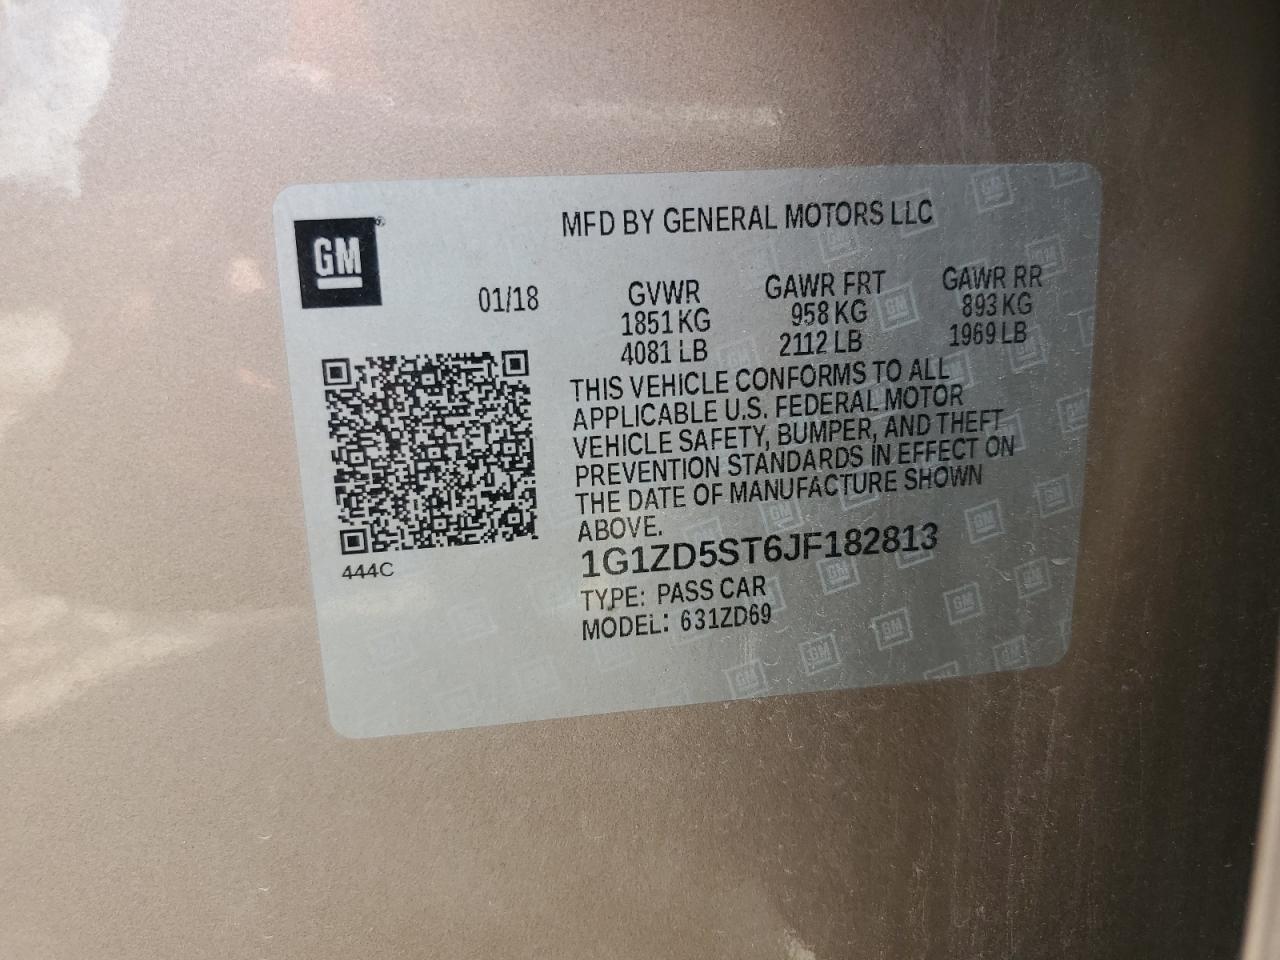 GM
MFD BY GENERAL MOTORS LLC
01/18
GVWR
1851 KG
4081 LB
GAWR FRT
958 KG
2112 LB
GAWR RR
893 KG
1969 LB
THIS VEHICLE CONFORMS TO ALL
APPLICABLE U.S. FEDERAL MOTOR
VEHICLE SAFETY, BUMPER, AND THEFT
PREVENTION STANDARDS IN EFFECT ON
THE DATE OF MANUFACTURE SHOWN
ABOVE.
1G1ZD5ST6JF182813
TYPE: PASS CAR
MODEL: 631ZD69
444C